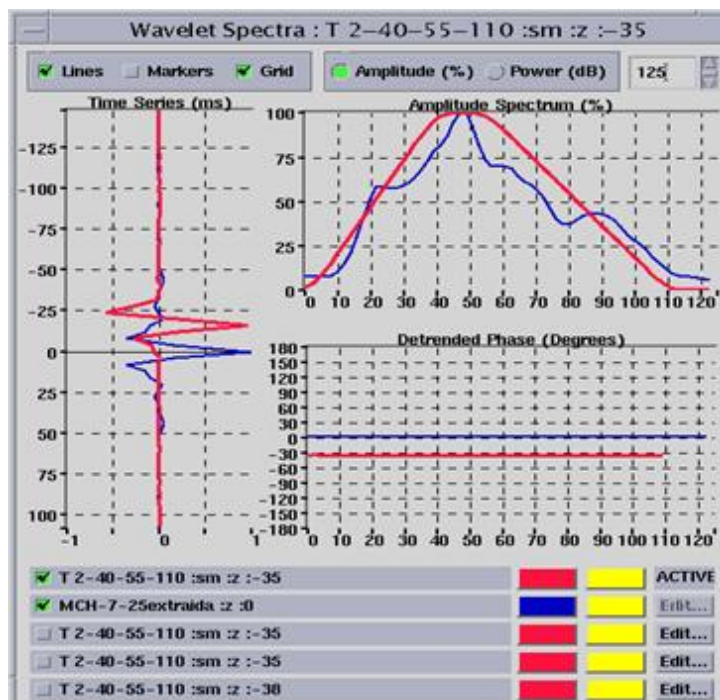 Wavelet Spectra : T 2-40-55-110 :sm :z :-35
Lines Markers Grid Amplitude (%) Power (dB) 125
Time Series (ms)
-125
-100
-75
-50
-25
0
25
50
75
100
-1 0 1
Amplitude Spectrum (%)
100
75
50
25
0
0 10 20 30 40 50 60 70 80 90 100 110 120
Detrended Phase (Degrees)
180
150
120
90
60
30
0
-30
-60
-90
-120
-150
-180
0 10 20 30 40 50 60 70 80 90 100 110 120
T 2-40-55-110 :sm :z :-35 ACTIVE
MCH-7-25extraida :z :0 Edit...
T 2-40-55-110 :sm :z :-35 Edit...
T 2-40-55-110 :sm :z :-35 Edit...
T 2-40-55-110 :sm :z :-38 Edit...